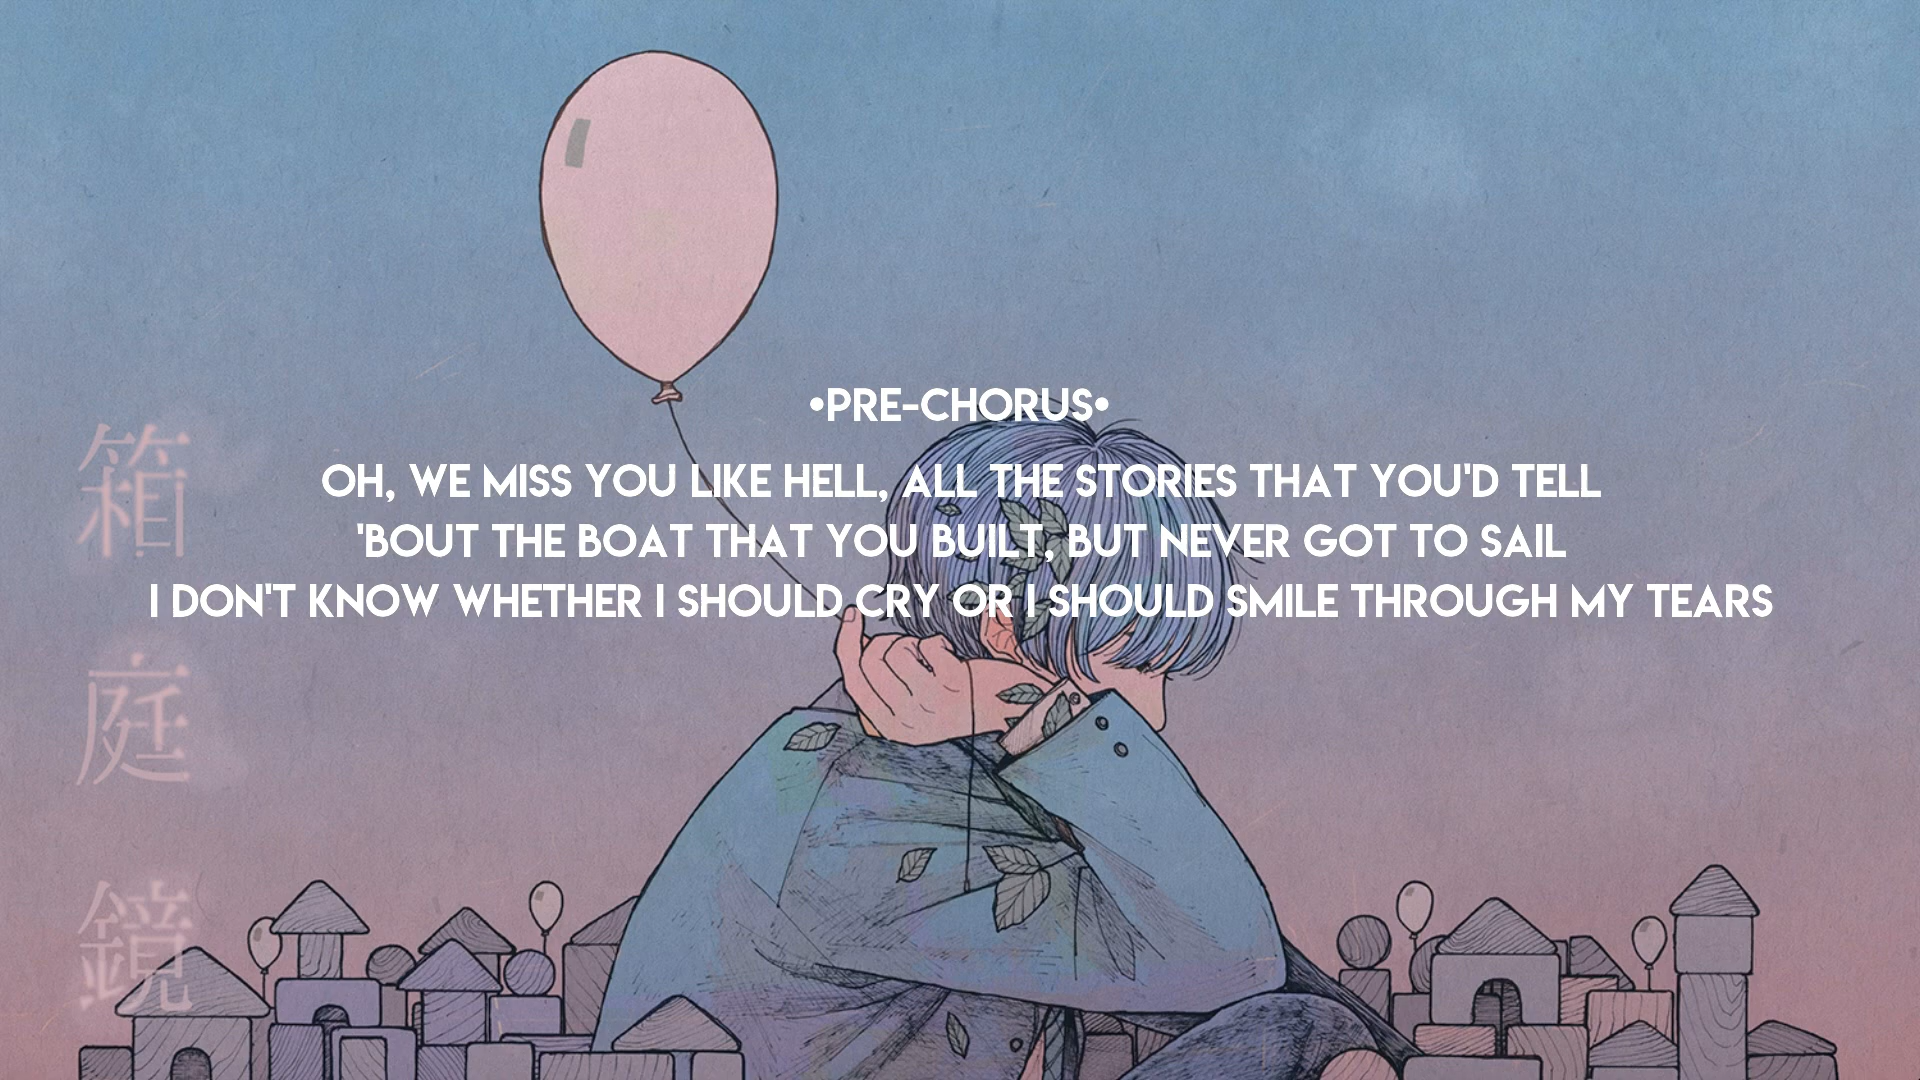 •PRE-CHORUS•
OH, WE MISS YOU LIKE HELL, ALL THE STORIES THAT YOU'D TELL
'BOUT THE BOAT THAT YOU BUILT, BUT NEVER GOT TO SAIL
I DON'T KNOW WHETHER I SHOULD CRY OR I SHOULD SMILE THROUGH MY TEARS
箱庭鏡